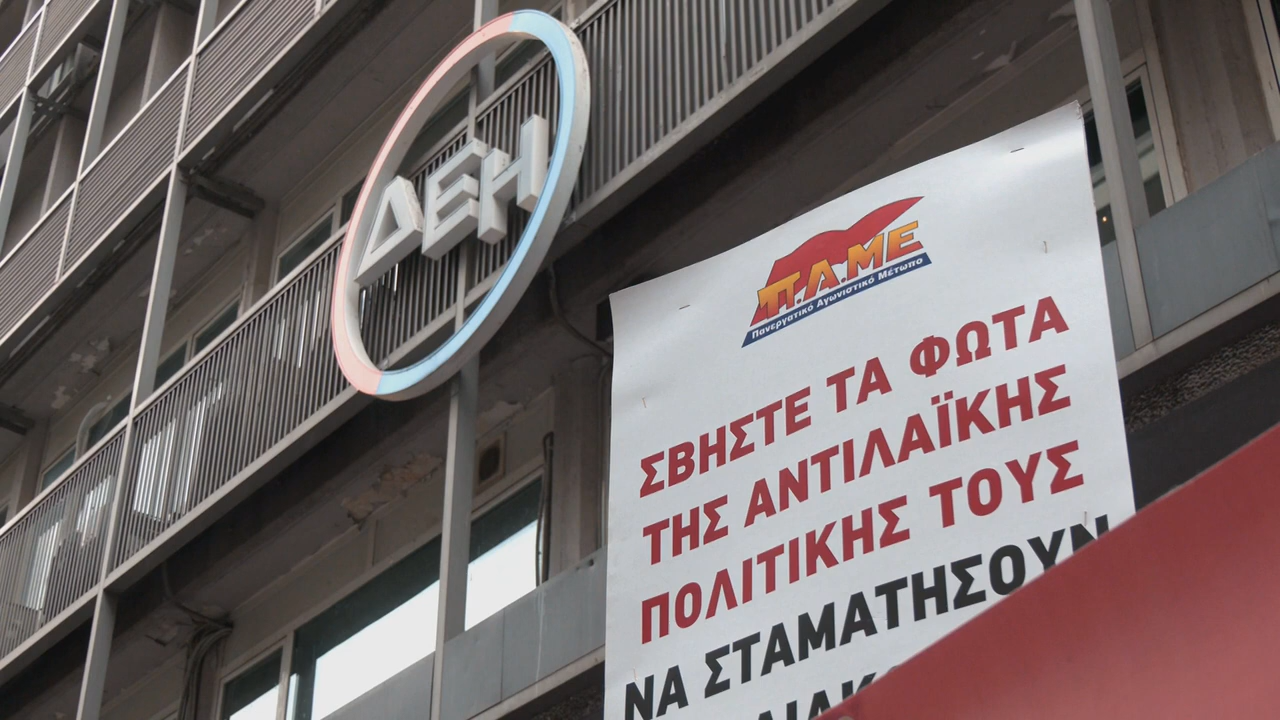 ΔΕΗ
Π.Α.ΜΕ
Πανεργατικό Αγωνιστικό Μέτωπο
ΣΒΗΣΤΕ ΤΑ ΦΩΤΑ
ΤΗΣ ΑΝΤΙΛΑΪΚΗΣ
ΠΟΛΙΤΙΚΗΣ ΤΟΥΣ
ΝΑ ΣΤΑΜΑΤΗΣΟΥΝ